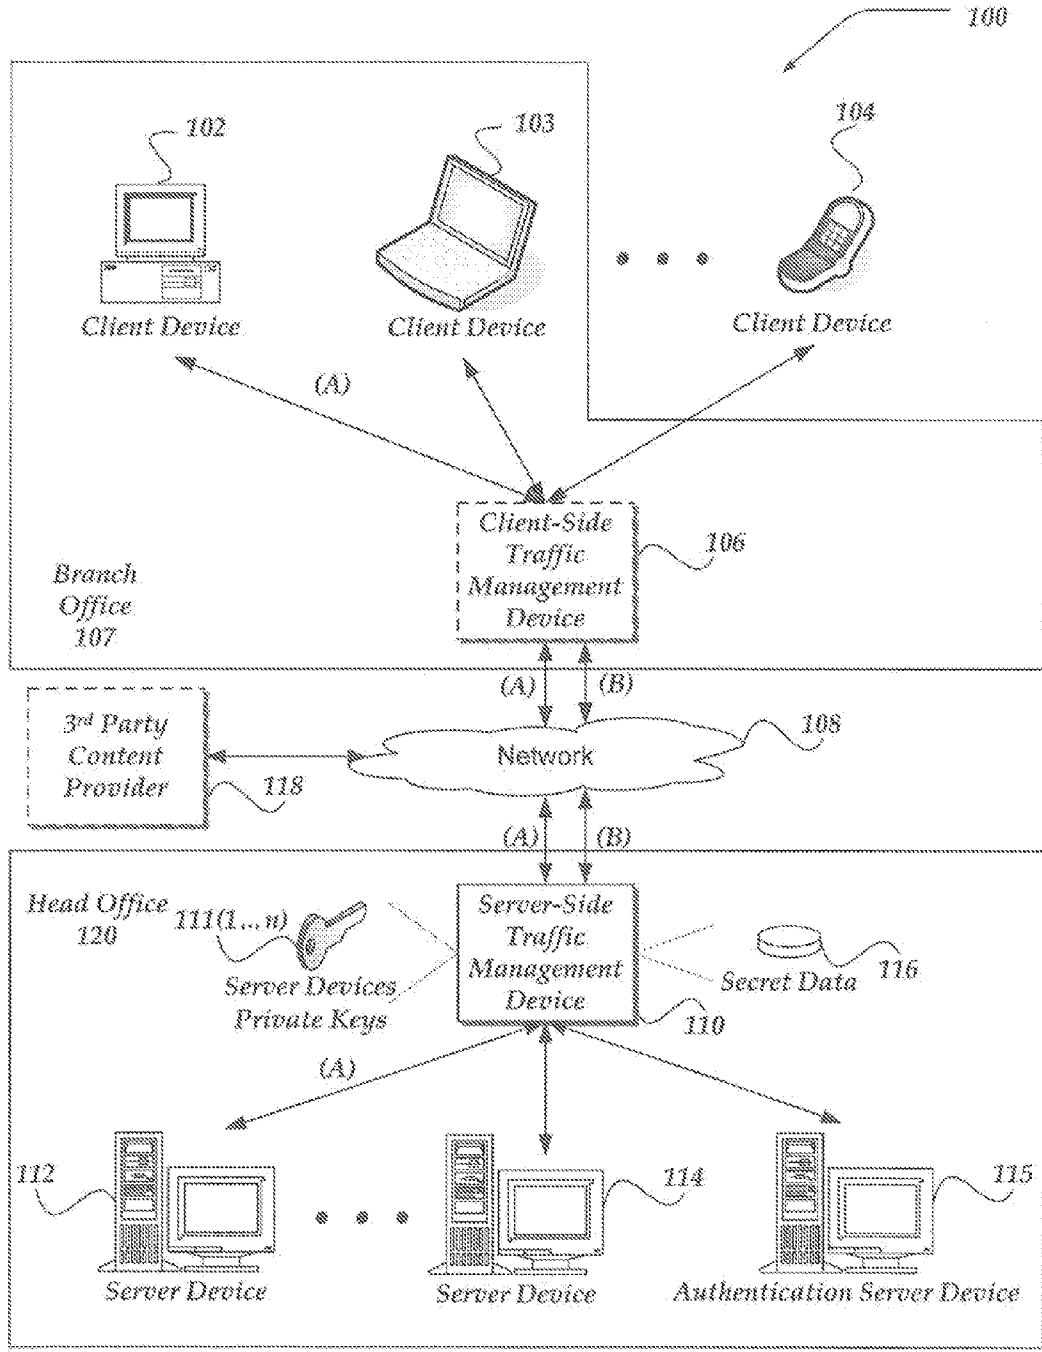 100
102
103
104
Client Device
Client Device
Client Device
(A)
Client-Side
Traffic
Management
Device
106
Branch
Office
107
(A)
(B)
3rd Party
Content
Provider
118
Network
108
(A)
(B)
Head Office
120
111(1...n)
Server Devices
Private Keys
Server-Side
Traffic
Management
Device
110
Secret Data
116
(A)
112
114
115
Server Device
Server Device
Authentication Server Device